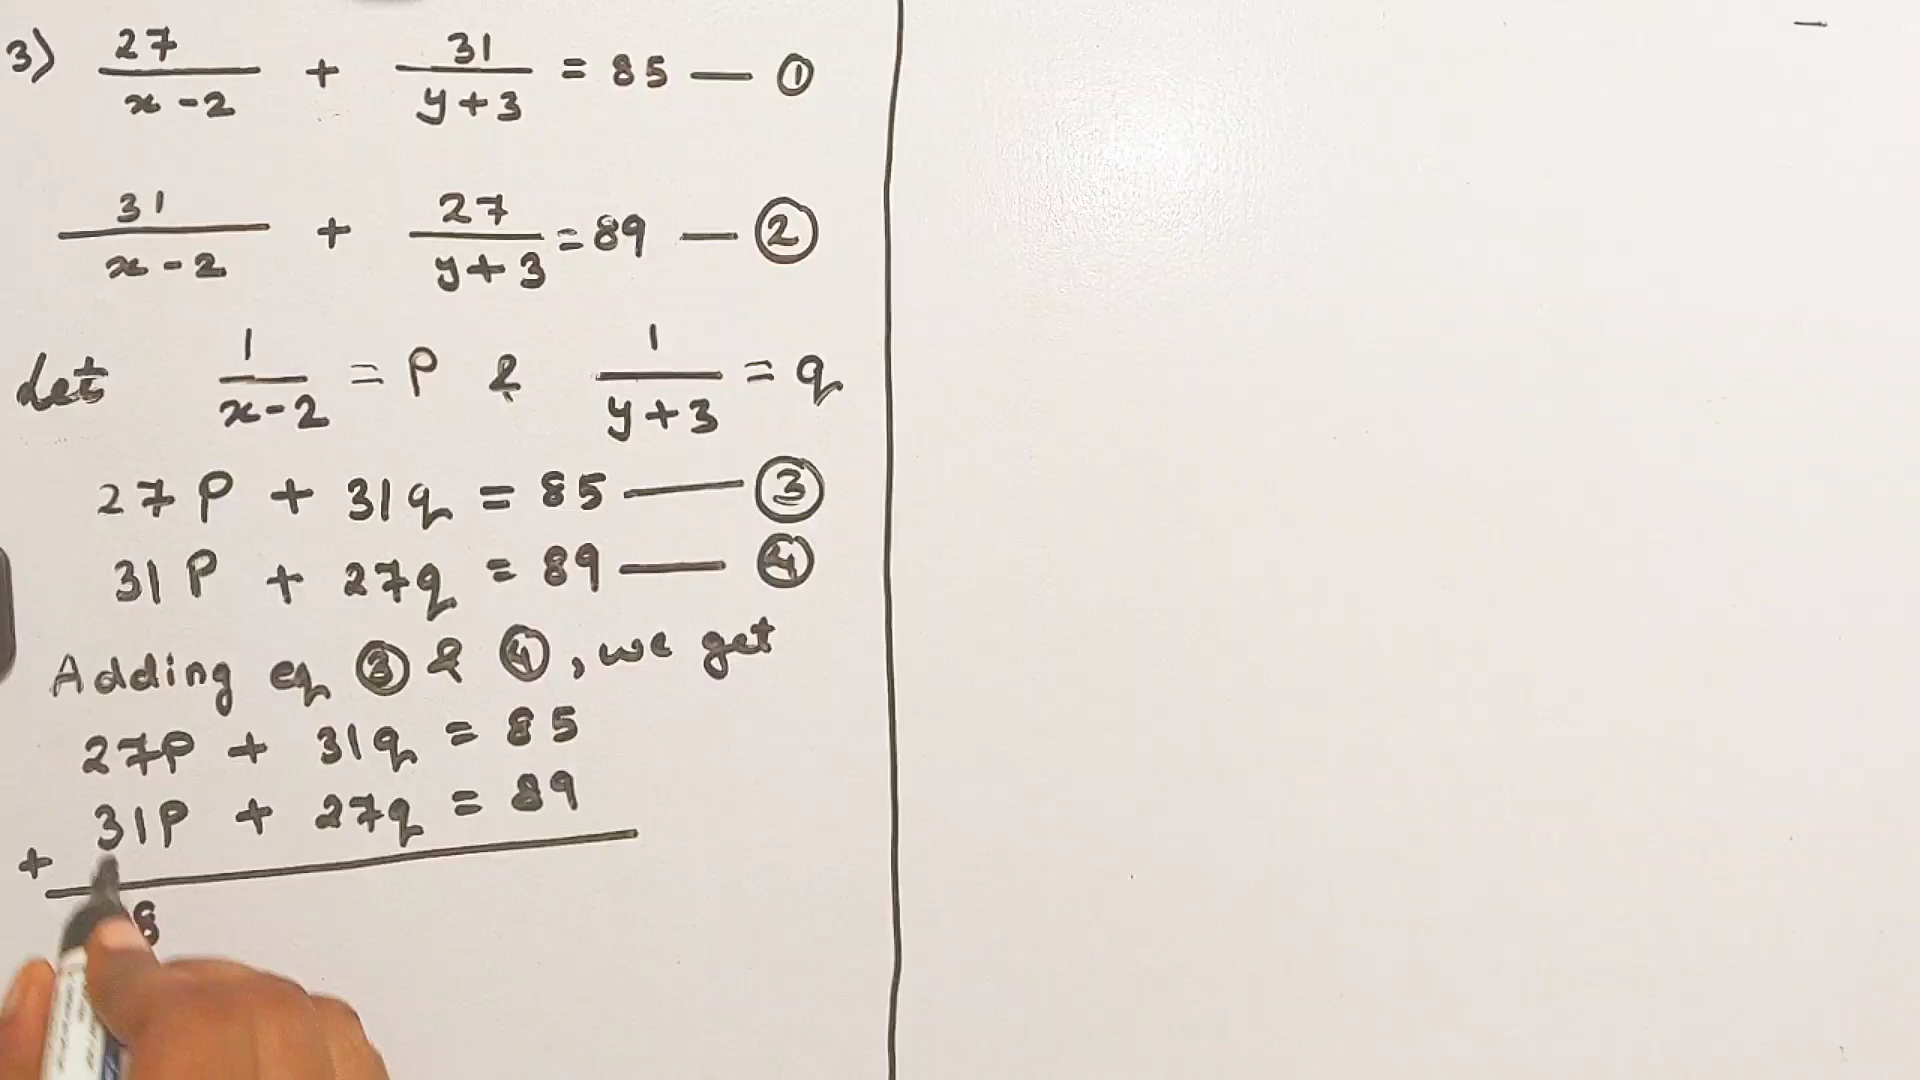 3) 27/(x-2) + 31/(y+3) = 85 — ①
31/(x-2) + 27/(y+3) = 89 — ②
Let 1/(x-2) = P & 1/(y+3) = q
27P + 31q = 85 — ③
31P + 27q = 89 — ④
Adding eq ③ & ④, we get
27P + 31q = 85
31P + 27q = 89
+
8